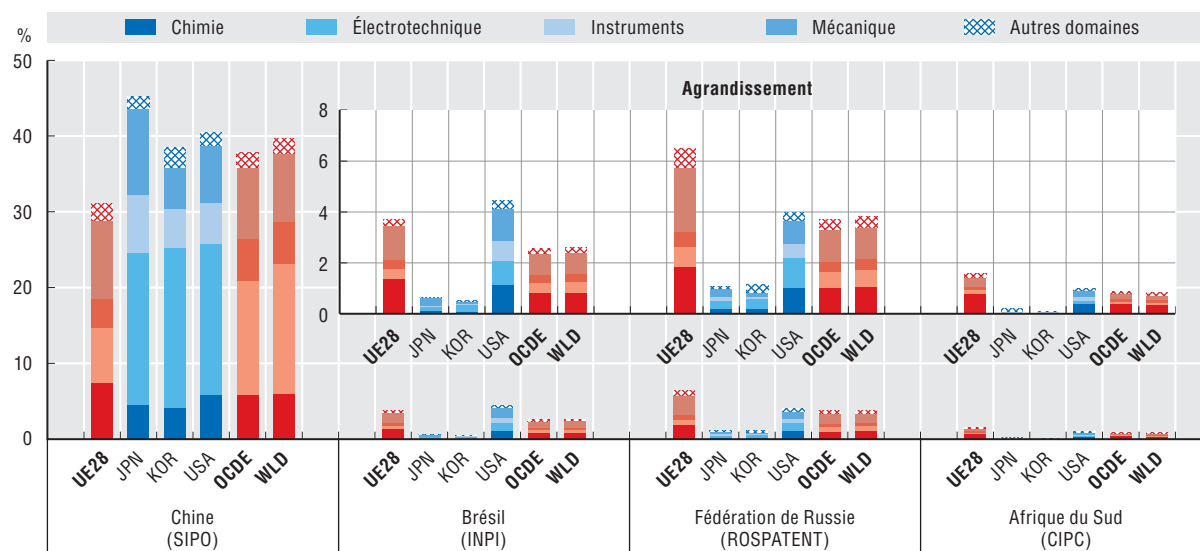 Chimie Électrotechnique Instruments Mécanique Autres domaines
%
50
40
30
20
10
0
Agrandissement
8
6
4
2
0
UE28 JPN KOR USA OCDE WLD UE28 JPN KOR USA OCDE WLD UE28 JPN KOR USA OCDE WLD
UE28 JPN KOR USA OCDE WLD UE28 JPN KOR USA OCDE WLD UE28 JPN KOR USA OCDE WLD UE28 JPN KOR USA OCDE WLD
Chine Brésil Fédération de Russie Afrique du Sud
(SIPO) (INPI) (ROSPATENT) (CIPC)